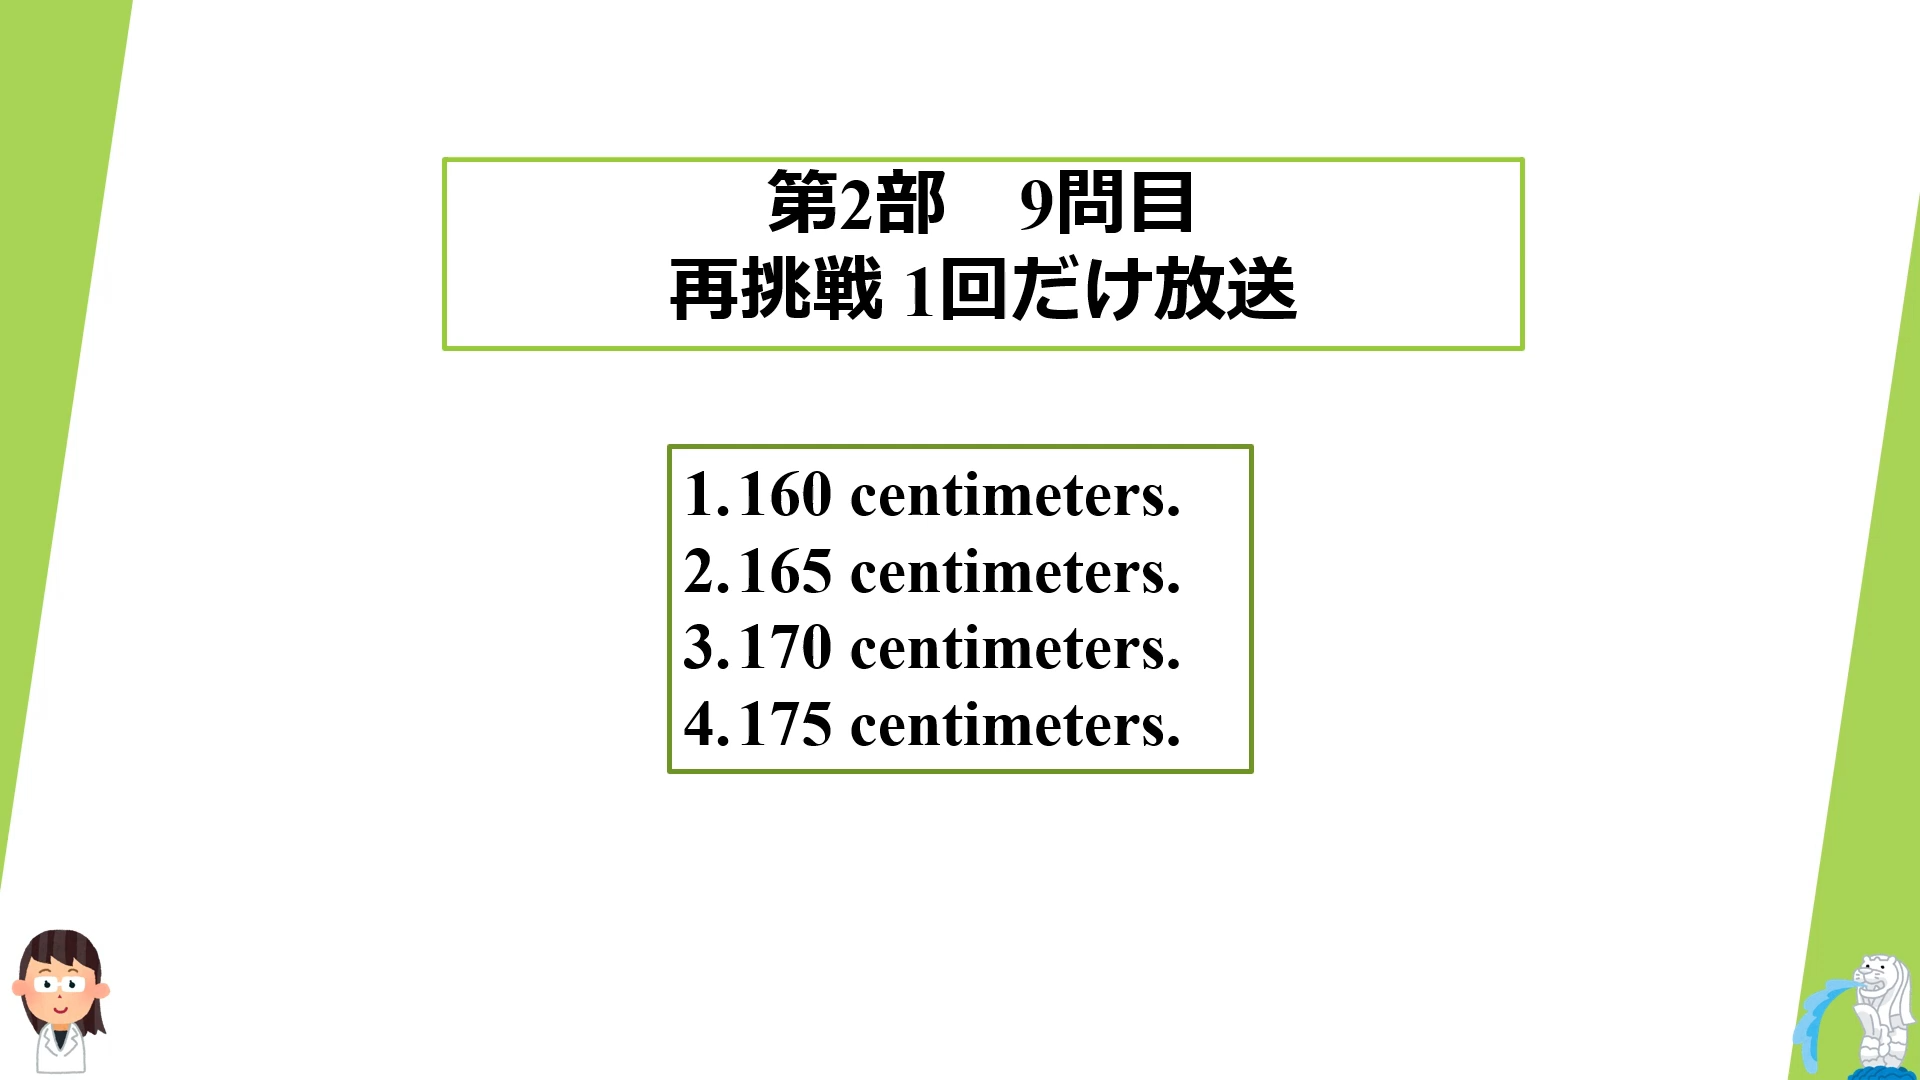 第2部　9問目
再挑戦 1回だけ放送
1.160 centimeters.
2.165 centimeters.
3.170 centimeters.
4.175 centimeters.